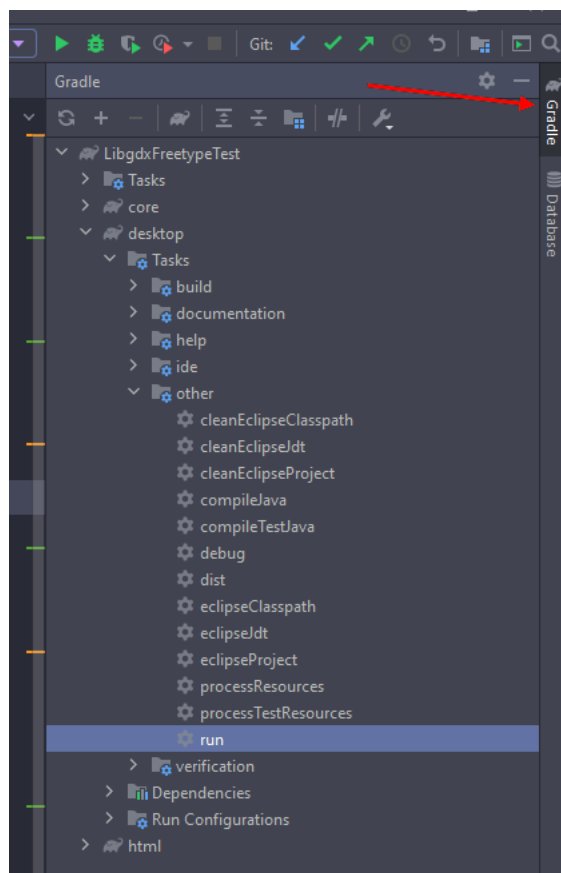 Git:
Gradle
LibgdxFreetypeTest
Tasks
core
desktop
Tasks
build
documentation
help
ide
other
cleanEclipseClasspath
cleanEclipseJdt
cleanEclipseProject
compileJava
compileTestJava
debug
dist
eclipseClasspath
eclipseJdt
eclipseProject
processResources
processTestResources
run
verification
Dependencies
Run Configurations
html
Gradle
Database